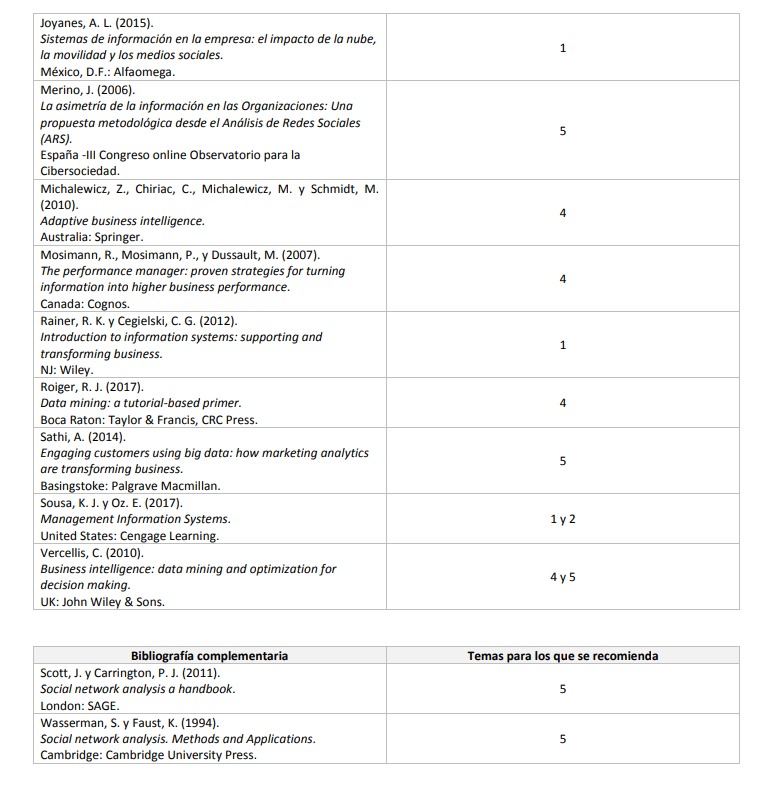 Joyanes, A. L. (2015).
Sistemas de información en la empresa: el impacto de la nube,
la movilidad y los medios sociales.
México, D.F.: Alfaomega.
1
Merino, J. (2006).
La asimetría de la información en las Organizaciones: Una
propuesta metodológica desde el Análisis de Redes Sociales
(ARS).
España -III Congreso online Observatorio para la
Cibersociedad.
5
Michalewicz, Z., Chiriac, C., Michalewicz, M. y Schmidt, M.
(2010).
Adaptive business intelligence.
Australia: Springer.
4
Mosimann, R., Mosimann, P., y Dussault, M. (2007).
The performance manager: proven strategies for turning
information into higher business performance.
Canada: Cognos.
4
Rainer, R. K. y Cegielski, C. G. (2012).
Introduction to information systems: supporting and
transforming business.
NJ: Wiley.
1
Roiger, R. J. (2017).
Data mining: a tutorial-based primer.
Boca Raton: Taylor & Francis, CRC Press.
4
Sathi, A. (2014).
Engaging customers using big data: how marketing analytics
are transforming business.
Basingstoke: Palgrave Macmillan.
5
Sousa, K. J. y Oz. E. (2017).
Management Information Systems.
United States: Cengage Learning.
1 y 2
Vercellis, C. (2010).
Business intelligence: data mining and optimization for
decision making.
UK: John Wiley & Sons.
4 y 5
Bibliografía complementaria
Temas para los que se recomienda
Scott, J. y Carrington, P. J. (2011).
Social network analysis a handbook.
London: SAGE.
5
Wasserman, S. y Faust, K. (1994).
Social network analysis. Methods and Applications.
Cambridge: Cambridge University Press.
5